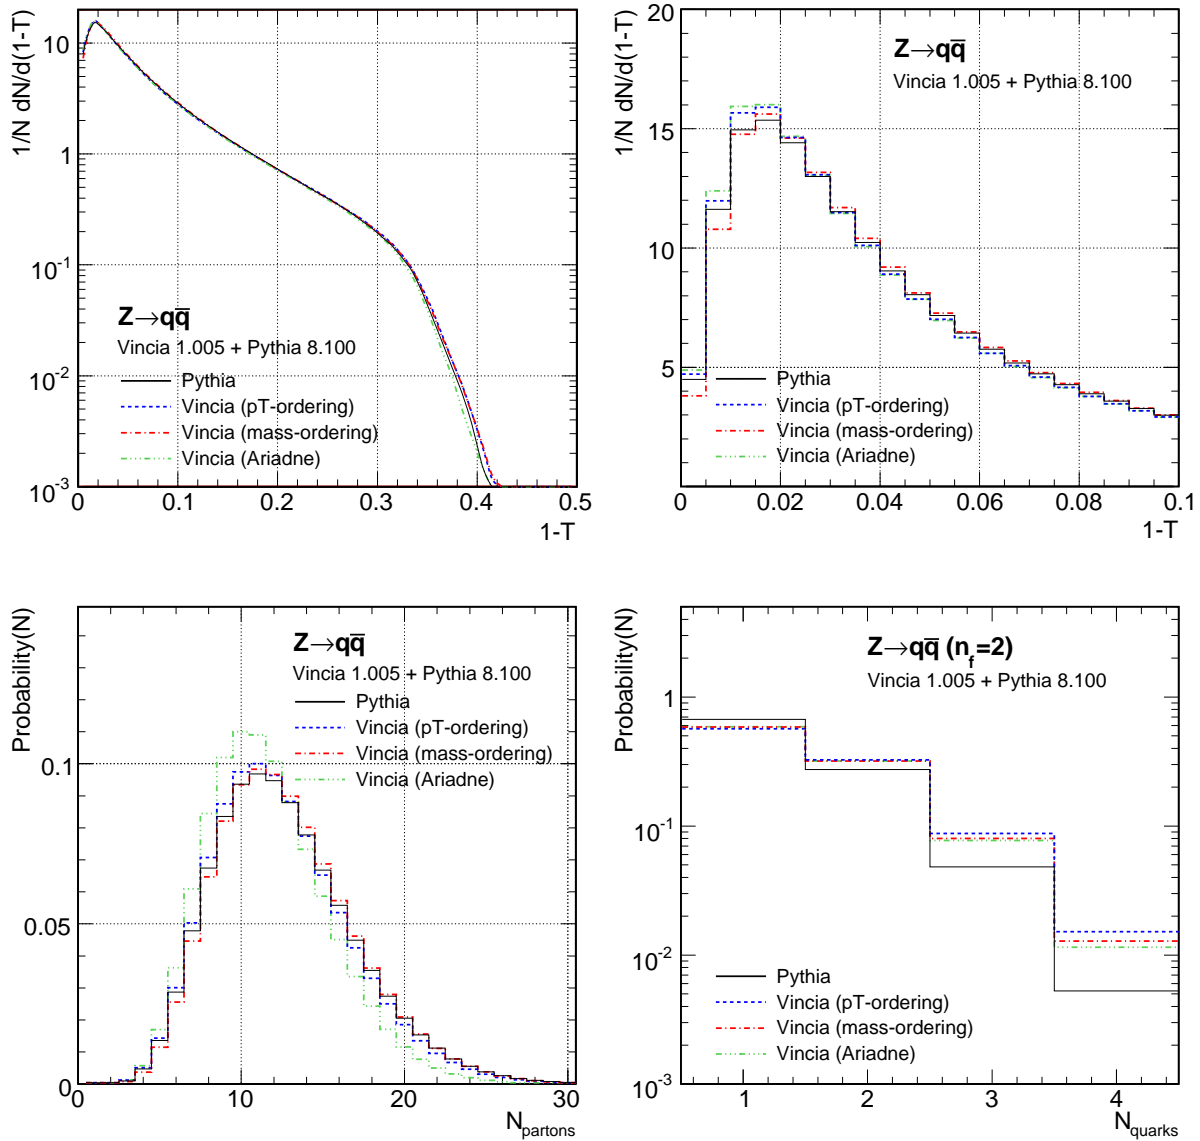 1/N dN/d(1-T)
10
1
10⁻¹
10⁻²
10⁻³
Z→qq̅
Vincia 1.005 + Pythia 8.100
Pythia
Vincia (pT-ordering)
Vincia (mass-ordering)
Vincia (Ariadne)
0 0.1 0.2 0.3 0.4 0.5
1-T
1/N dN/d(1-T)
20
15
10
5
Z→qq̅
Vincia 1.005 + Pythia 8.100
Pythia
Vincia (pT-ordering)
Vincia (mass-ordering)
Vincia (Ariadne)
0 0.02 0.04 0.06 0.08 0.1
1-T
Probability(N)
0.1
0.05
0
Z→qq̅
Vincia 1.005 + Pythia 8.100
Pythia
Vincia (pT-ordering)
Vincia (mass-ordering)
Vincia (Ariadne)
0 10 20 30
N_partons
Probability(N)
1
10⁻¹
10⁻²
10⁻³
Z→qq̅ (n_f=2)
Vincia 1.005 + Pythia 8.100
Pythia
Vincia (pT-ordering)
Vincia (mass-ordering)
Vincia (Ariadne)
1 2 3 4
N_quarks